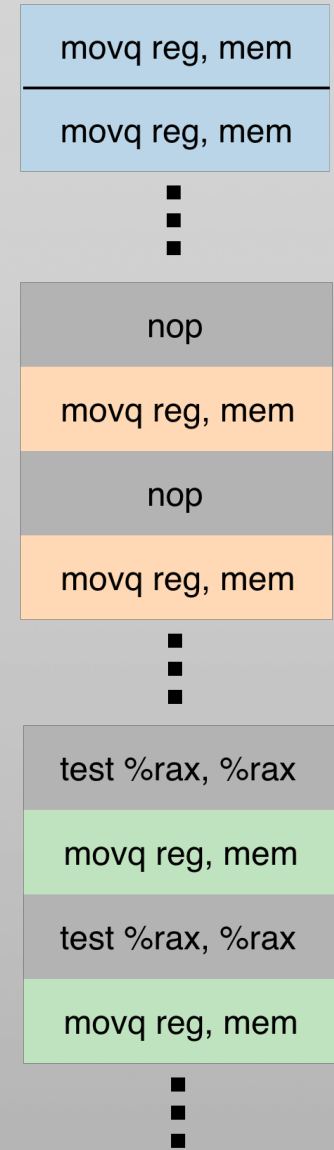 movq reg, mem
movq reg, mem
nop
movq reg, mem
nop
movq reg, mem
test %rax, %rax
movq reg, mem
test %rax, %rax
movq reg, mem